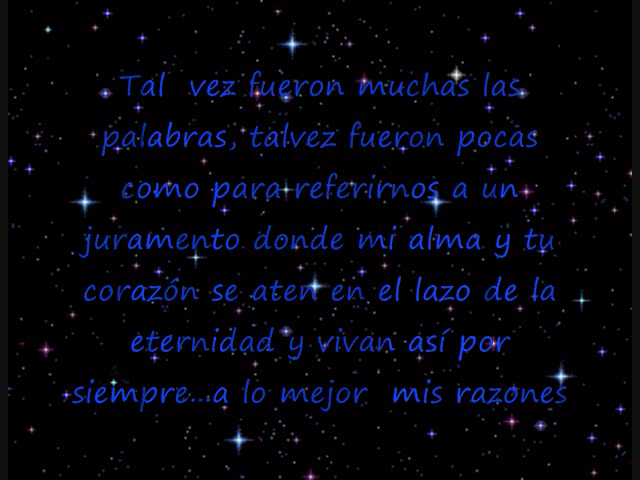 Tal vez fueron muchas las
palabras, talvez fueron pocas
como para referirnos a un
juramento donde mi alma y tu
corazón se aten en el lazo de la
eternidad y vivan así por
siempre...a lo mejor mis razones